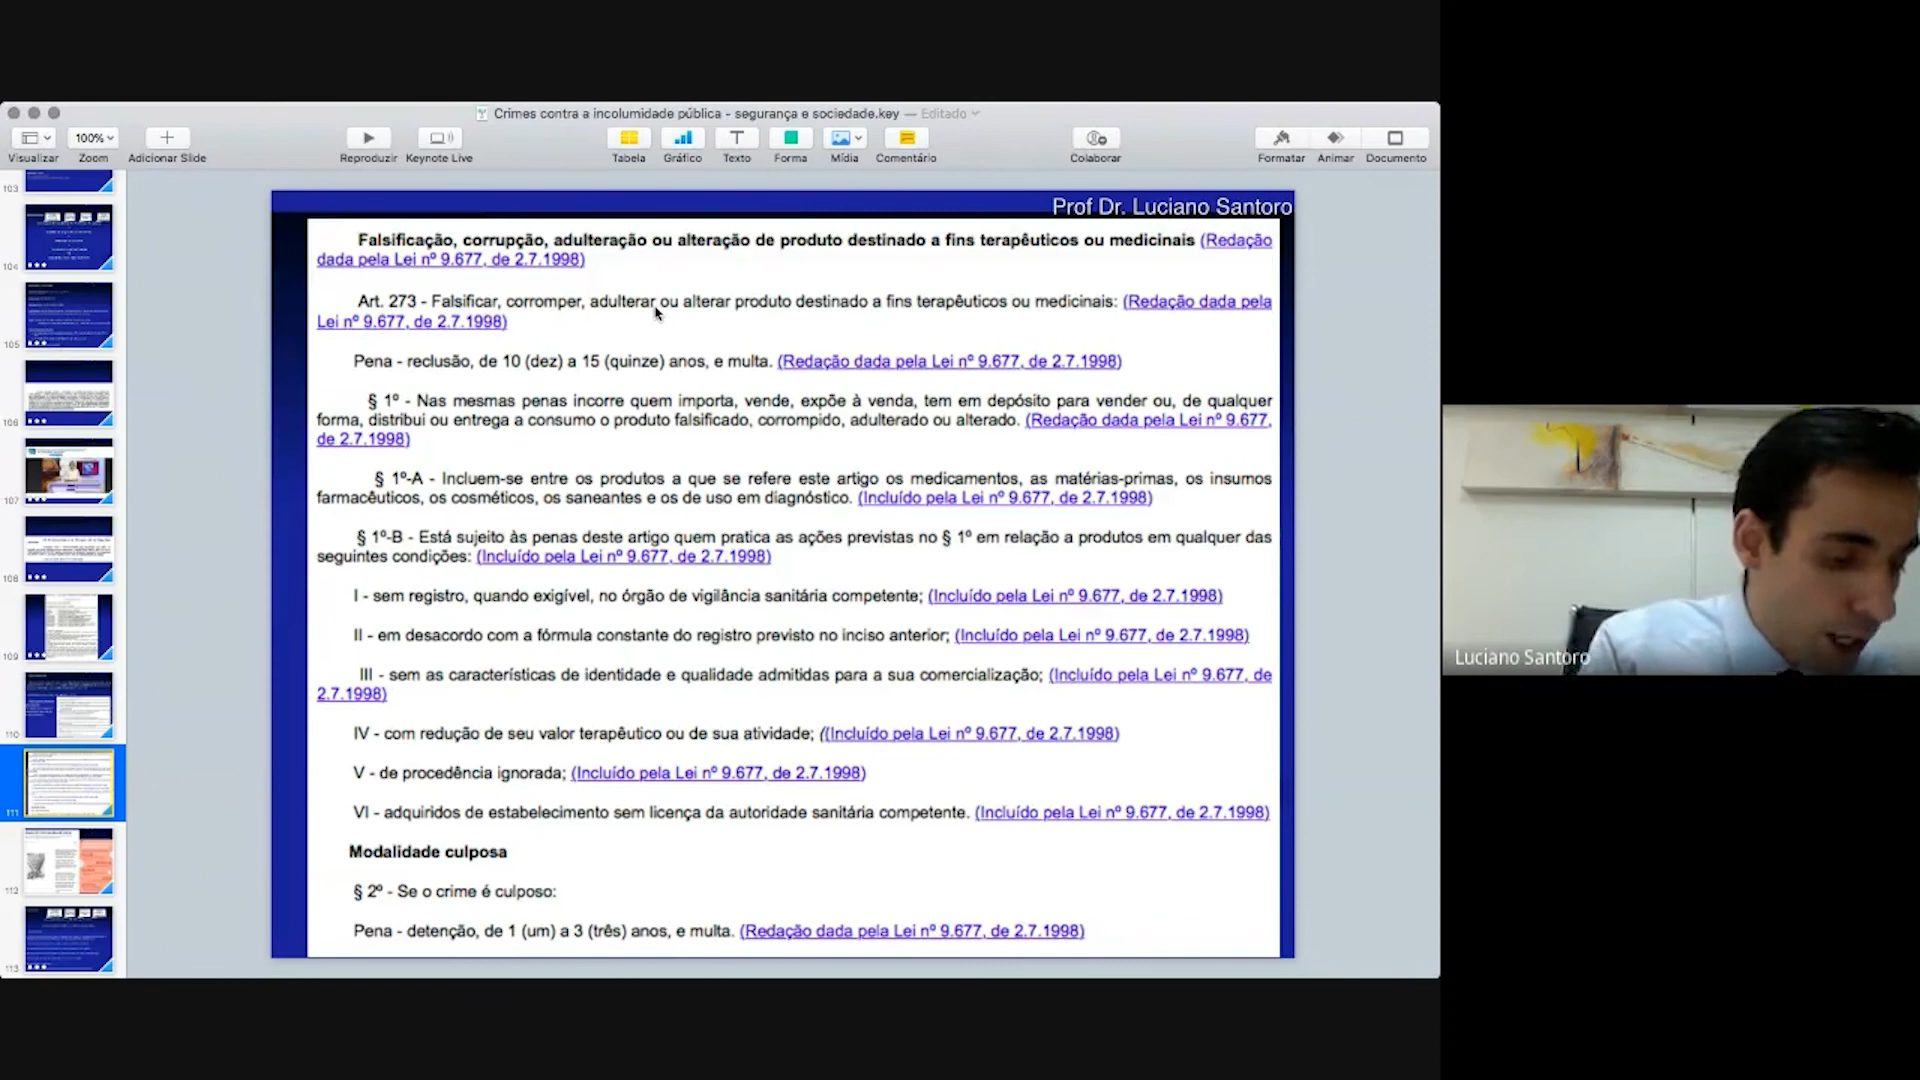 Crimes contra a incolumidade pública - segurança e sociedade.key — Editado
100%
Visualizar Zoom Adicionar Slide Reproduzir Keynote Live Tabela Gráfico Texto Forma Mídia Comentário Colaborar Formatar Animar Documento
103
104
105
106
107
108
109
110
111
112
113
Prof Dr. Luciano Santoro
Falsificação, corrupção, adulteração ou alteração de produto destinado a fins terapêuticos ou medicinais (Redação
dada pela Lei nº 9.677, de 2.7.1998)
Art. 273 - Falsificar, corromper, adulterar ou alterar produto destinado a fins terapêuticos ou medicinais: (Redação dada pela
Lei nº 9.677, de 2.7.1998)
Pena - reclusão, de 10 (dez) a 15 (quinze) anos, e multa. (Redação dada pela Lei nº 9.677, de 2.7.1998)
§ 1º - Nas mesmas penas incorre quem importa, vende, expõe à venda, tem em depósito para vender ou, de qualquer
forma, distribui ou entrega a consumo o produto falsificado, corrompido, adulterado ou alterado. (Redação dada pela Lei nº 9.677,
de 2.7.1998)
§ 1º-A - Incluem-se entre os produtos a que se refere este artigo os medicamentos, as matérias-primas, os insumos
farmacêuticos, os cosméticos, os saneantes e os de uso em diagnóstico. (Incluído pela Lei nº 9.677, de 2.7.1998)
§ 1º-B - Está sujeito às penas deste artigo quem pratica as ações previstas no § 1º em relação a produtos em qualquer das
seguintes condições: (Incluído pela Lei nº 9.677, de 2.7.1998)
I - sem registro, quando exigível, no órgão de vigilância sanitária competente; (Incluído pela Lei nº 9.677, de 2.7.1998)
II - em desacordo com a fórmula constante do registro previsto no inciso anterior; (Incluído pela Lei nº 9.677, de 2.7.1998)
III - sem as características de identidade e qualidade admitidas para a sua comercialização; (Incluído pela Lei nº 9.677, de
2.7.1998)
IV - com redução de seu valor terapêutico ou de sua atividade; ((Incluído pela Lei nº 9.677, de 2.7.1998)
V - de procedência ignorada; (Incluído pela Lei nº 9.677, de 2.7.1998)
VI - adquiridos de estabelecimento sem licença da autoridade sanitária competente. (Incluído pela Lei nº 9.677, de 2.7.1998)
Modalidade culposa
§ 2º - Se o crime é culposo:
Pena - detenção, de 1 (um) a 3 (três) anos, e multa. (Redação dada pela Lei nº 9.677, de 2.7.1998)
Luciano Santoro